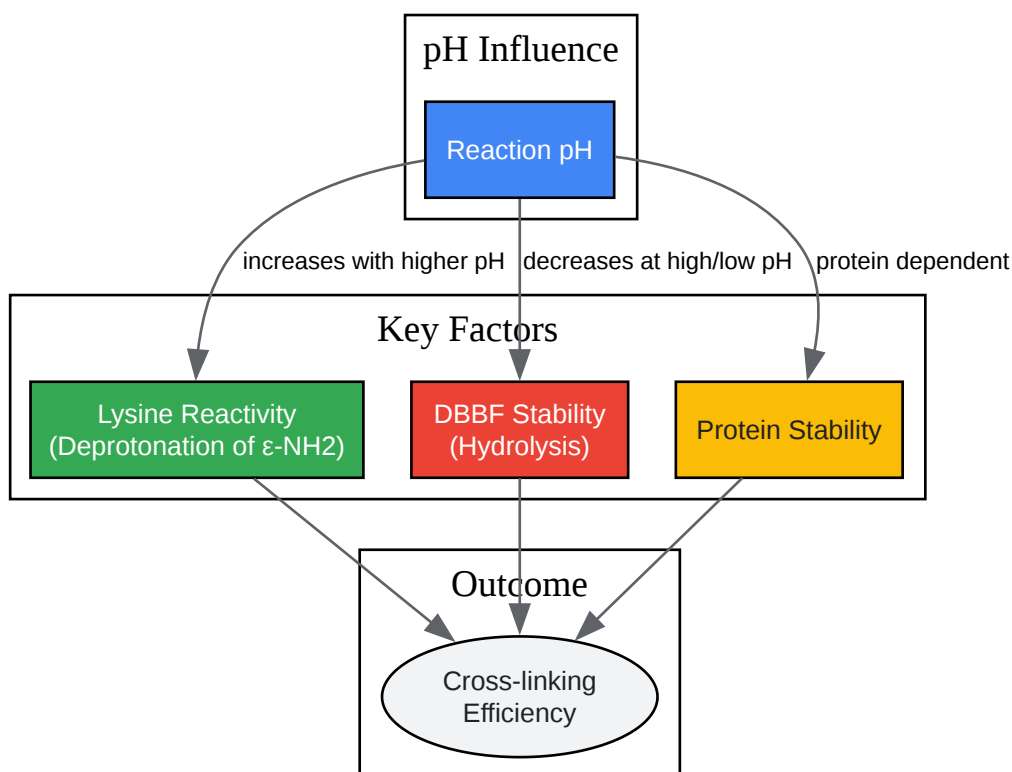 pH Influence
Reaction pH
increases with higher pH
decreases at high/low pH
protein dependent
Key Factors
Lysine Reactivity
(Deprotonation of ε-NH2)
DBBF Stability
(Hydrolysis)
Protein Stability
Outcome
Cross-linking
Efficiency